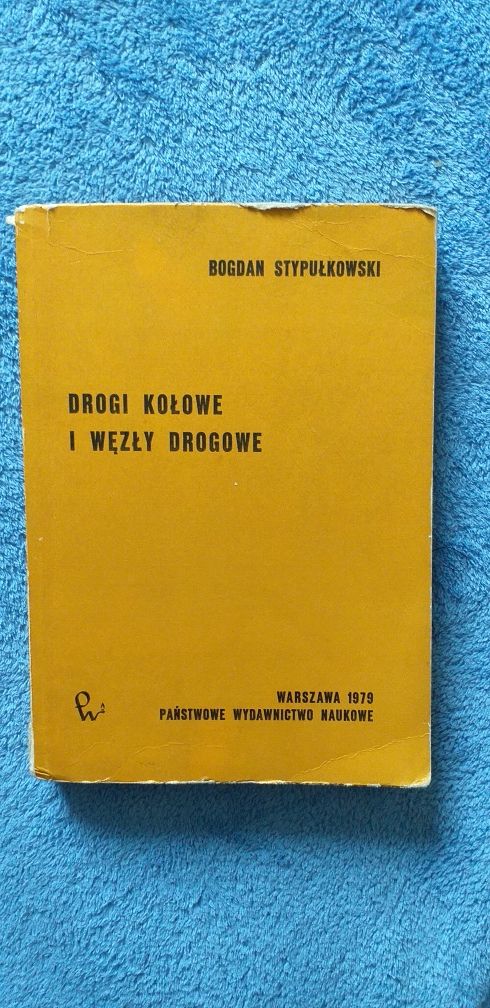 BOGDAN STYPUŁKOWSKI
DROGI KOŁOWE
I WĘZŁY DROGOWE
WARSZAWA 1979
PAŃSTWOWE WYDAWNICTWO NAUKOWE